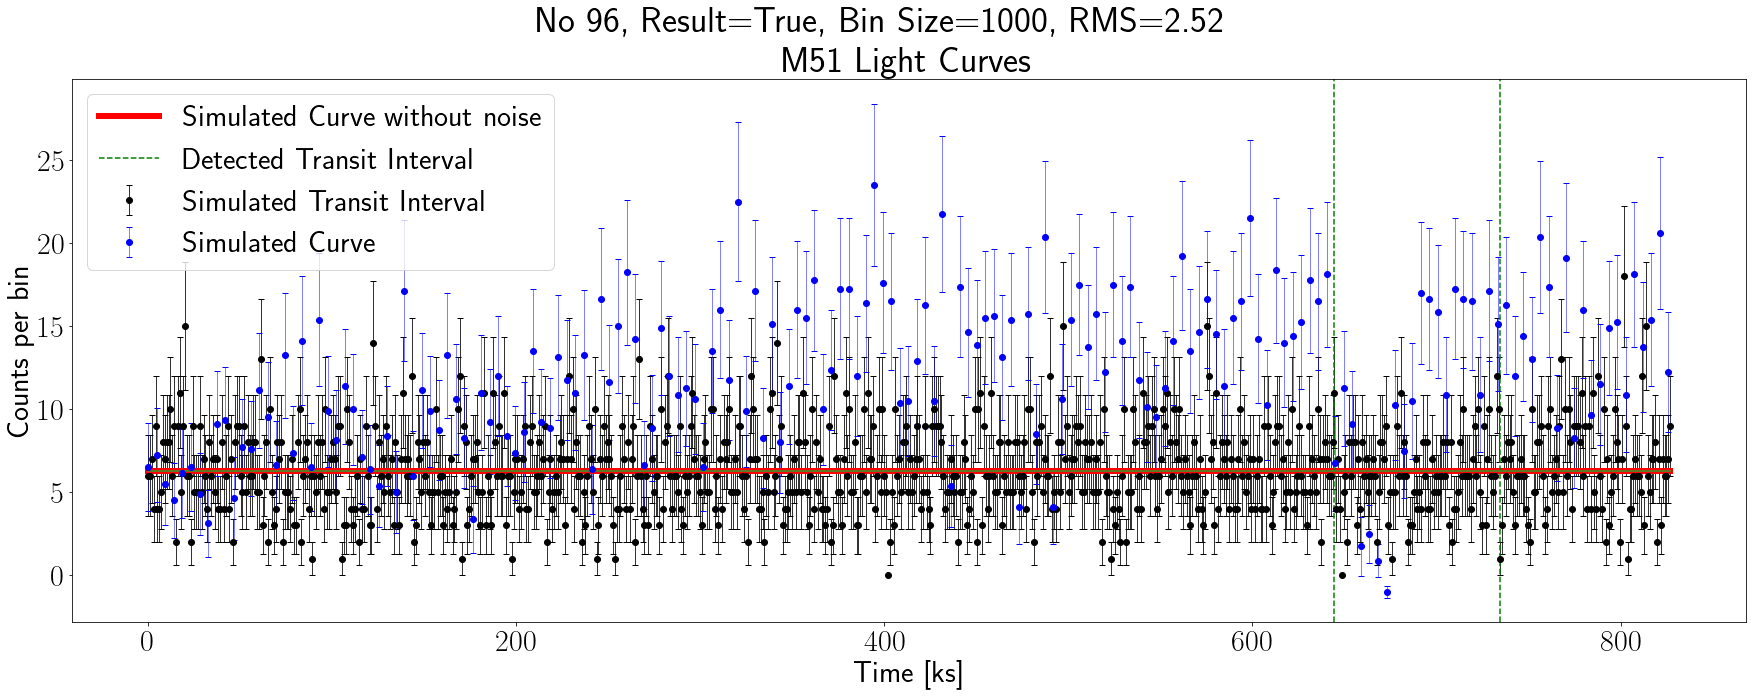 No 96, Result=True, Bin Size=1000, RMS=2.52
M51 Light Curves
Simulated Curve without noise
Detected Transit Interval
Simulated Transit Interval
Simulated Curve
Counts per bin
25
20
15
10
5
0
0 200 400 600 800
Time [ks]